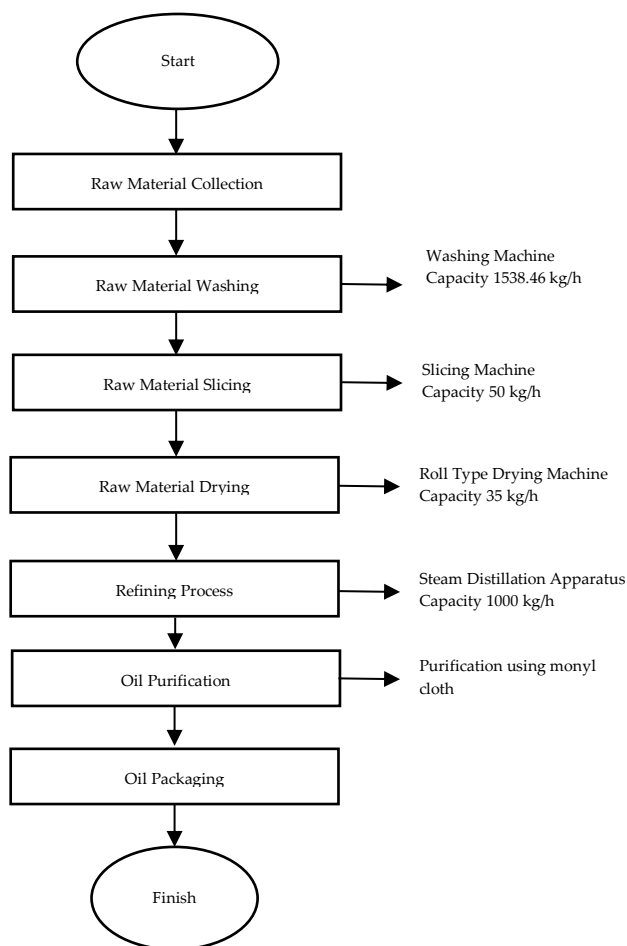 Start
Raw Material Collection
Raw Material Washing
Washing Machine
Capacity 1538.46 kg/h
Raw Material Slicing
Slicing Machine
Capacity 50 kg/h
Raw Material Drying
Roll Type Drying Machine
Capacity 35 kg/h
Refining Process
Steam Distillation Apparatus
Capacity 1000 kg/h
Oil Purification
Purification using monyl
cloth
Oil Packaging
Finish